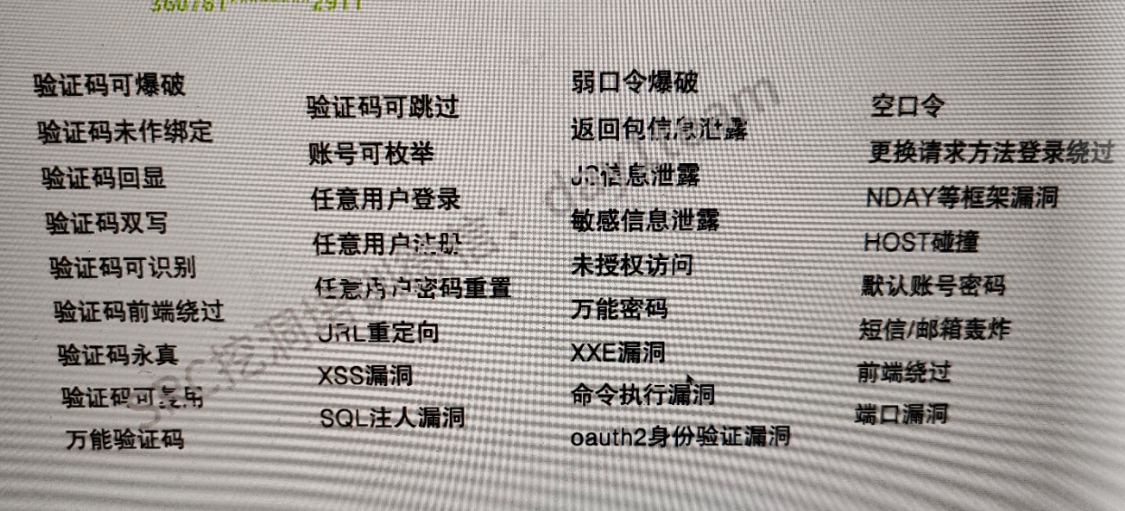 360781********2911
验证码可爆破
验证码未作绑定
验证码回显
验证码双写
验证码可识别
验证码前端绕过
验证码永真
验证码可复用
万能验证码
验证码可跳过
账号可枚举
任意用户登录
任意用户注册
任意用户密码重置
URL重定向
XSS漏洞
SQL注人漏洞
弱口令爆破
返回包信息泄露
JS信息泄露
敏感信息泄露
未授权访问
万能密码
XXE漏洞
命令执行漏洞
oauth2身份验证漏洞
空口令
更换请求方法登录绕过
NDAY等框架漏洞
HOST碰撞
默认账号密码
短信/邮箱轰炸
前端绕过
端口漏洞